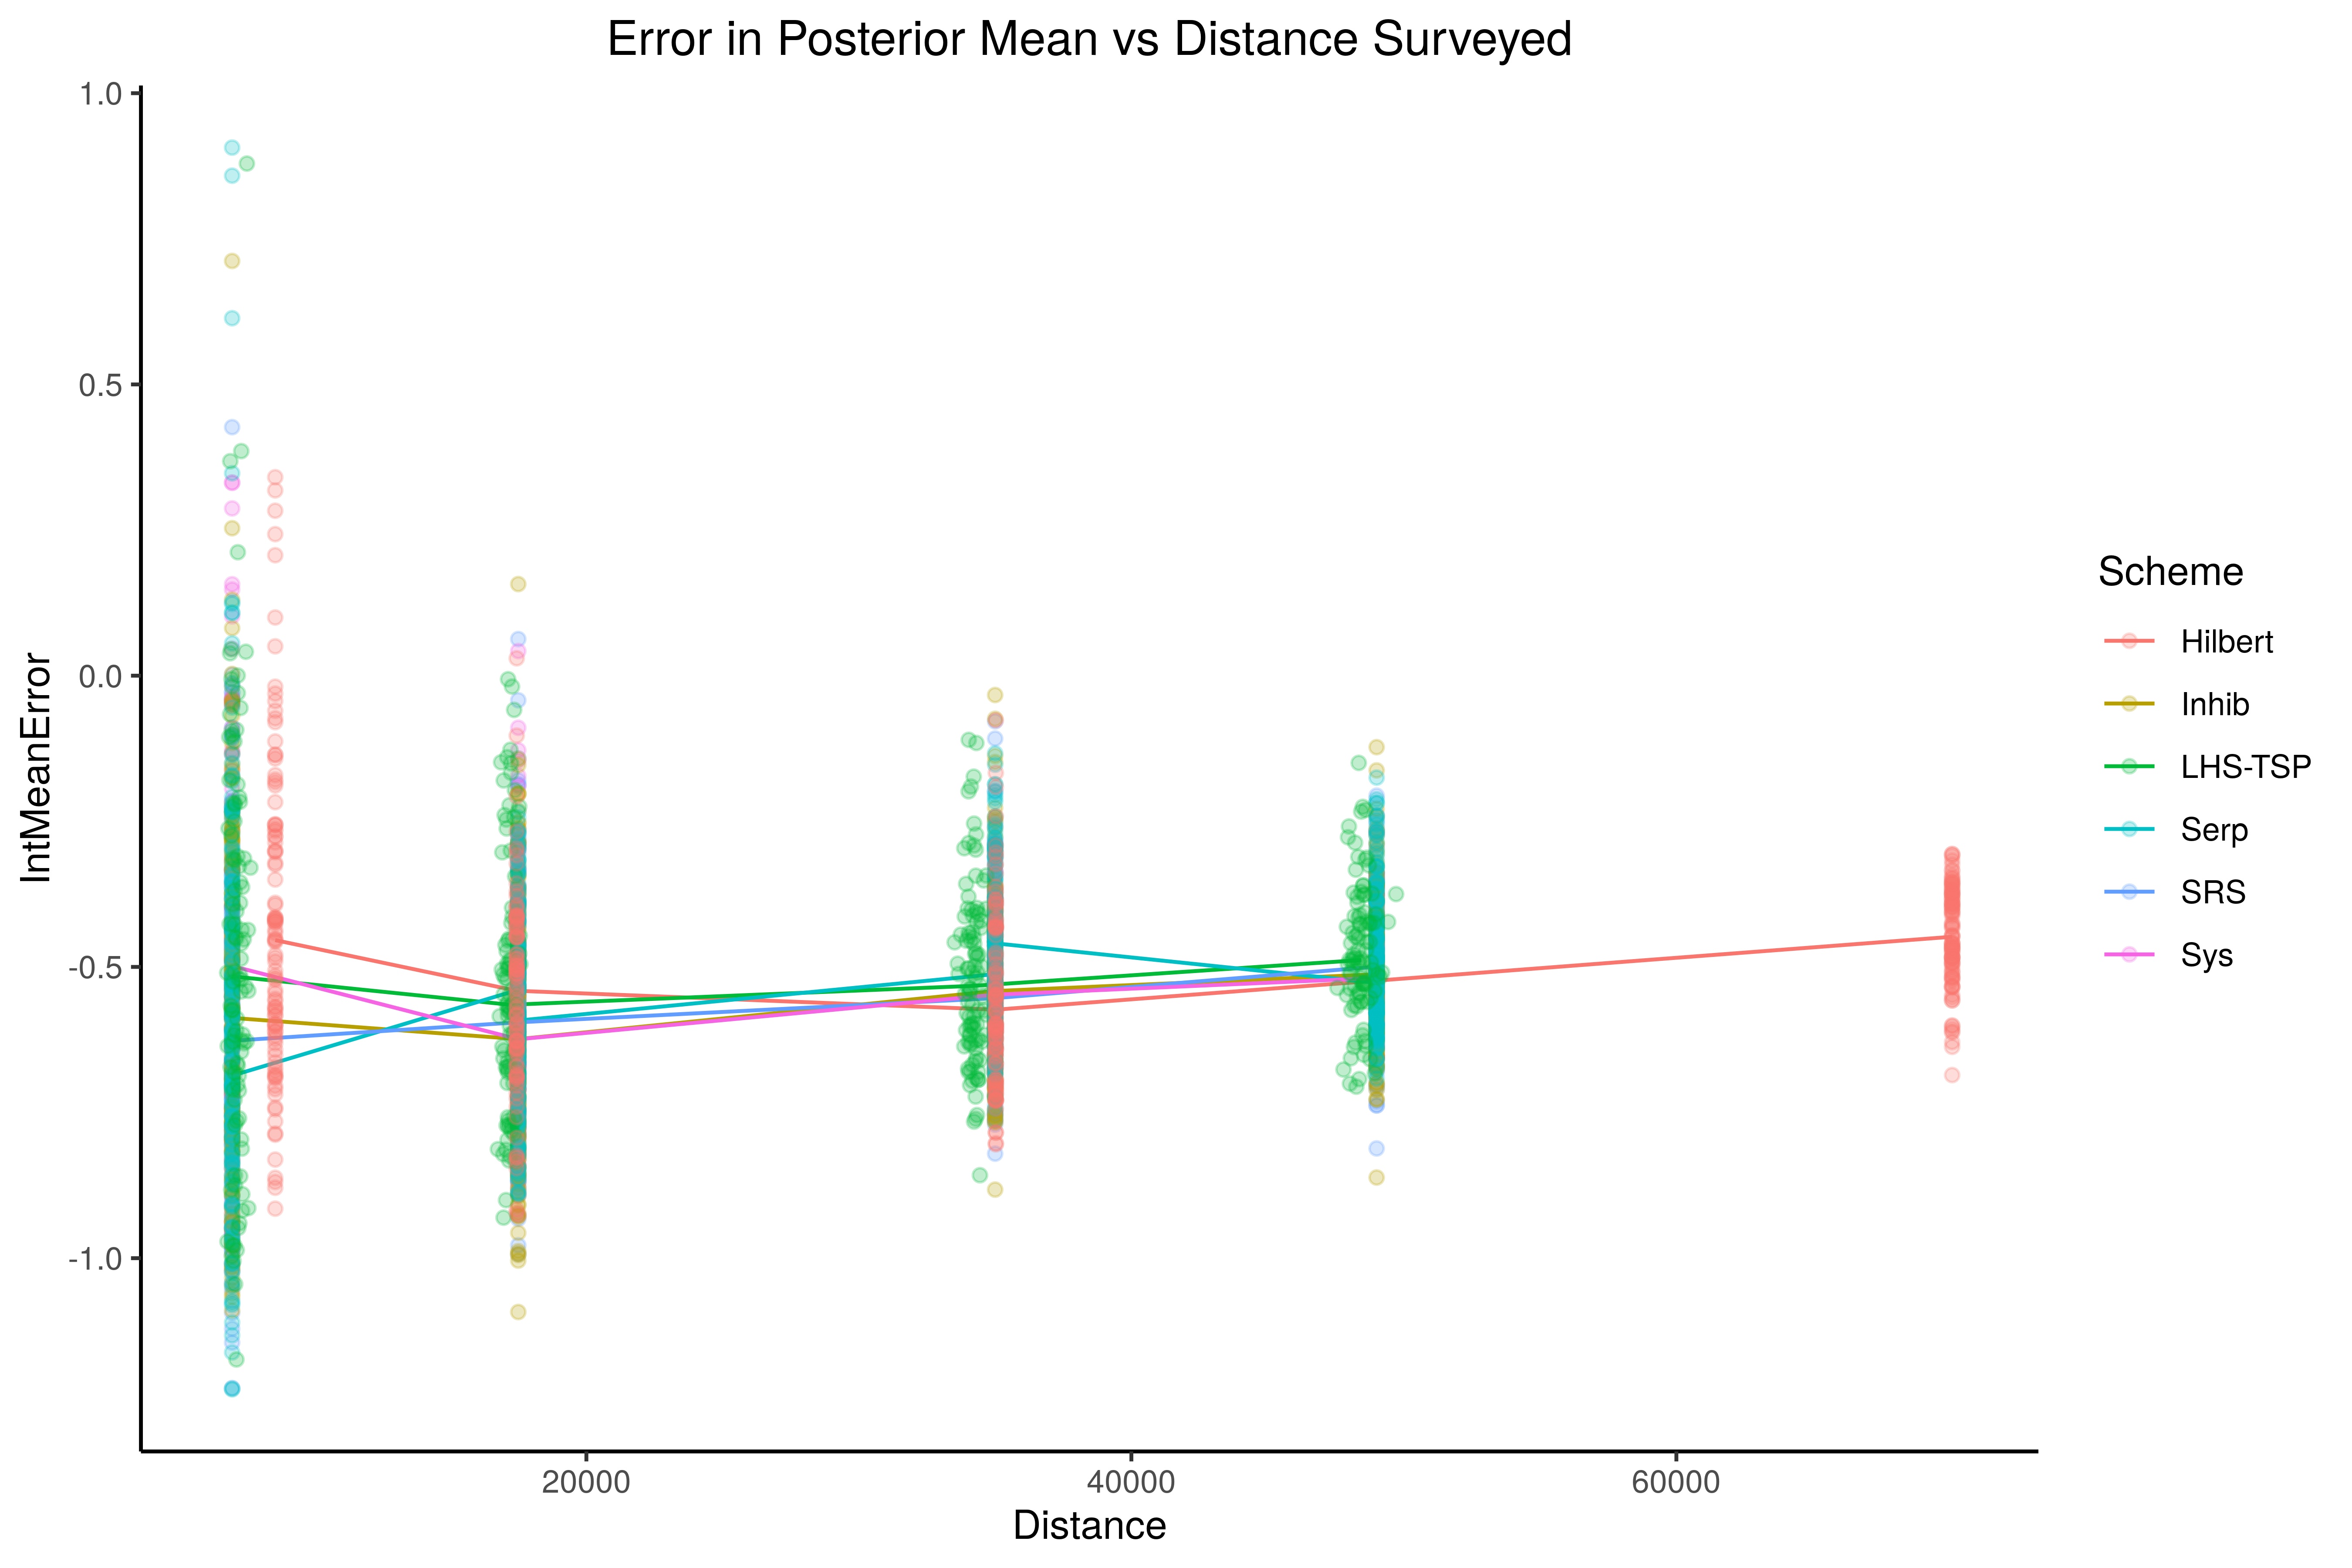 Error in Posterior Mean vs Distance Surveyed
1.0
0.5
0.0
-0.5
-1.0
IntMeanError
20000
40000
60000
Distance
Scheme
Hilbert
Inhib
LHS-TSP
Serp
SRS
Sys